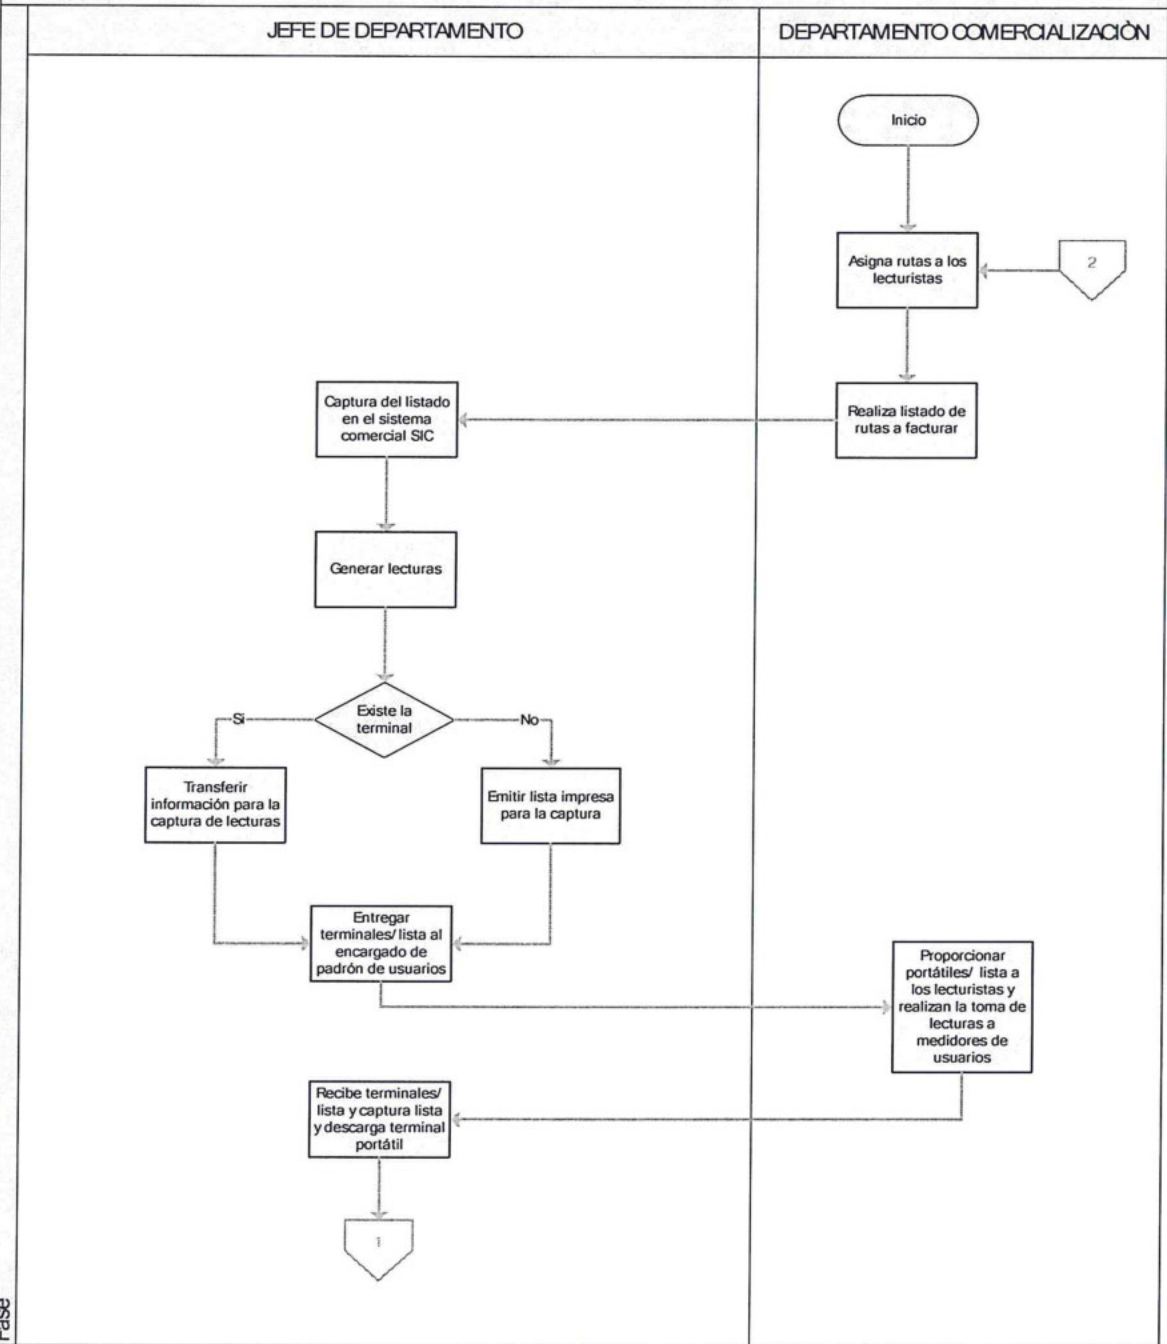 JEFE DE DEPARTAMENTO
DEPARTAMENTO COMERCIALIZACIÒN
Inicio
Asigna rutas a los
lecturistas
2
Captura del listado
en el sistema
comercial SIC
Realiza listado de
rutas a facturar
Generar lecturas
Existe la
terminal
Si
No
Transferir
información para la
captura de lecturas
Emitir lista impresa
para la captura
Entregar
terminales/ lista al
encargado de
padrón de usuarios
Proporcionar
portátiles/ lista a
los lecturistas y
realizan la toma de
lecturas a
medidores de
usuarios
Recibe terminales/
lista y captura lista
y descarga terminal
portátil
1
Fase